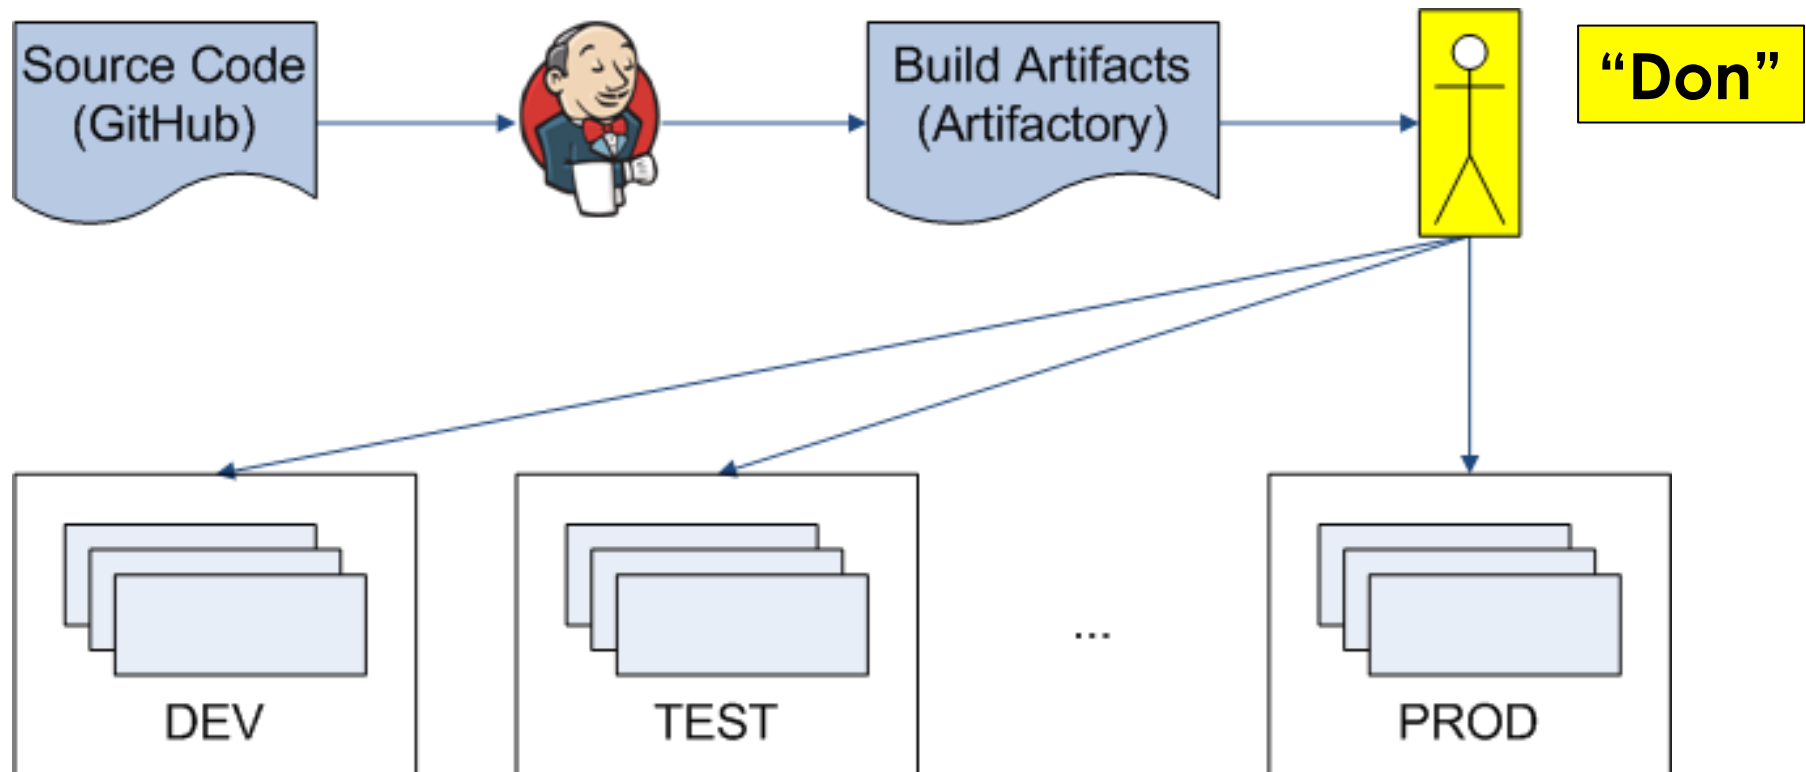 Source Code
(GitHub)
Build Artifacts
(Artifactory)
“Don”
...
DEV
TEST
PROD